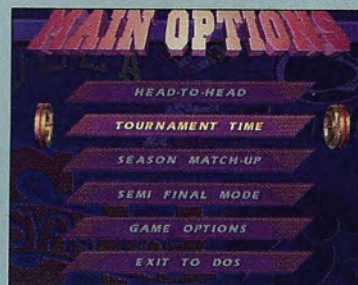 MAIN OPTIONS
HEAD-TO-HEAD
TOURNAMENT TIME
SEASON MATCH-UP
SEMI FINAL MODE
GAME OPTIONS
EXIT TO DOS